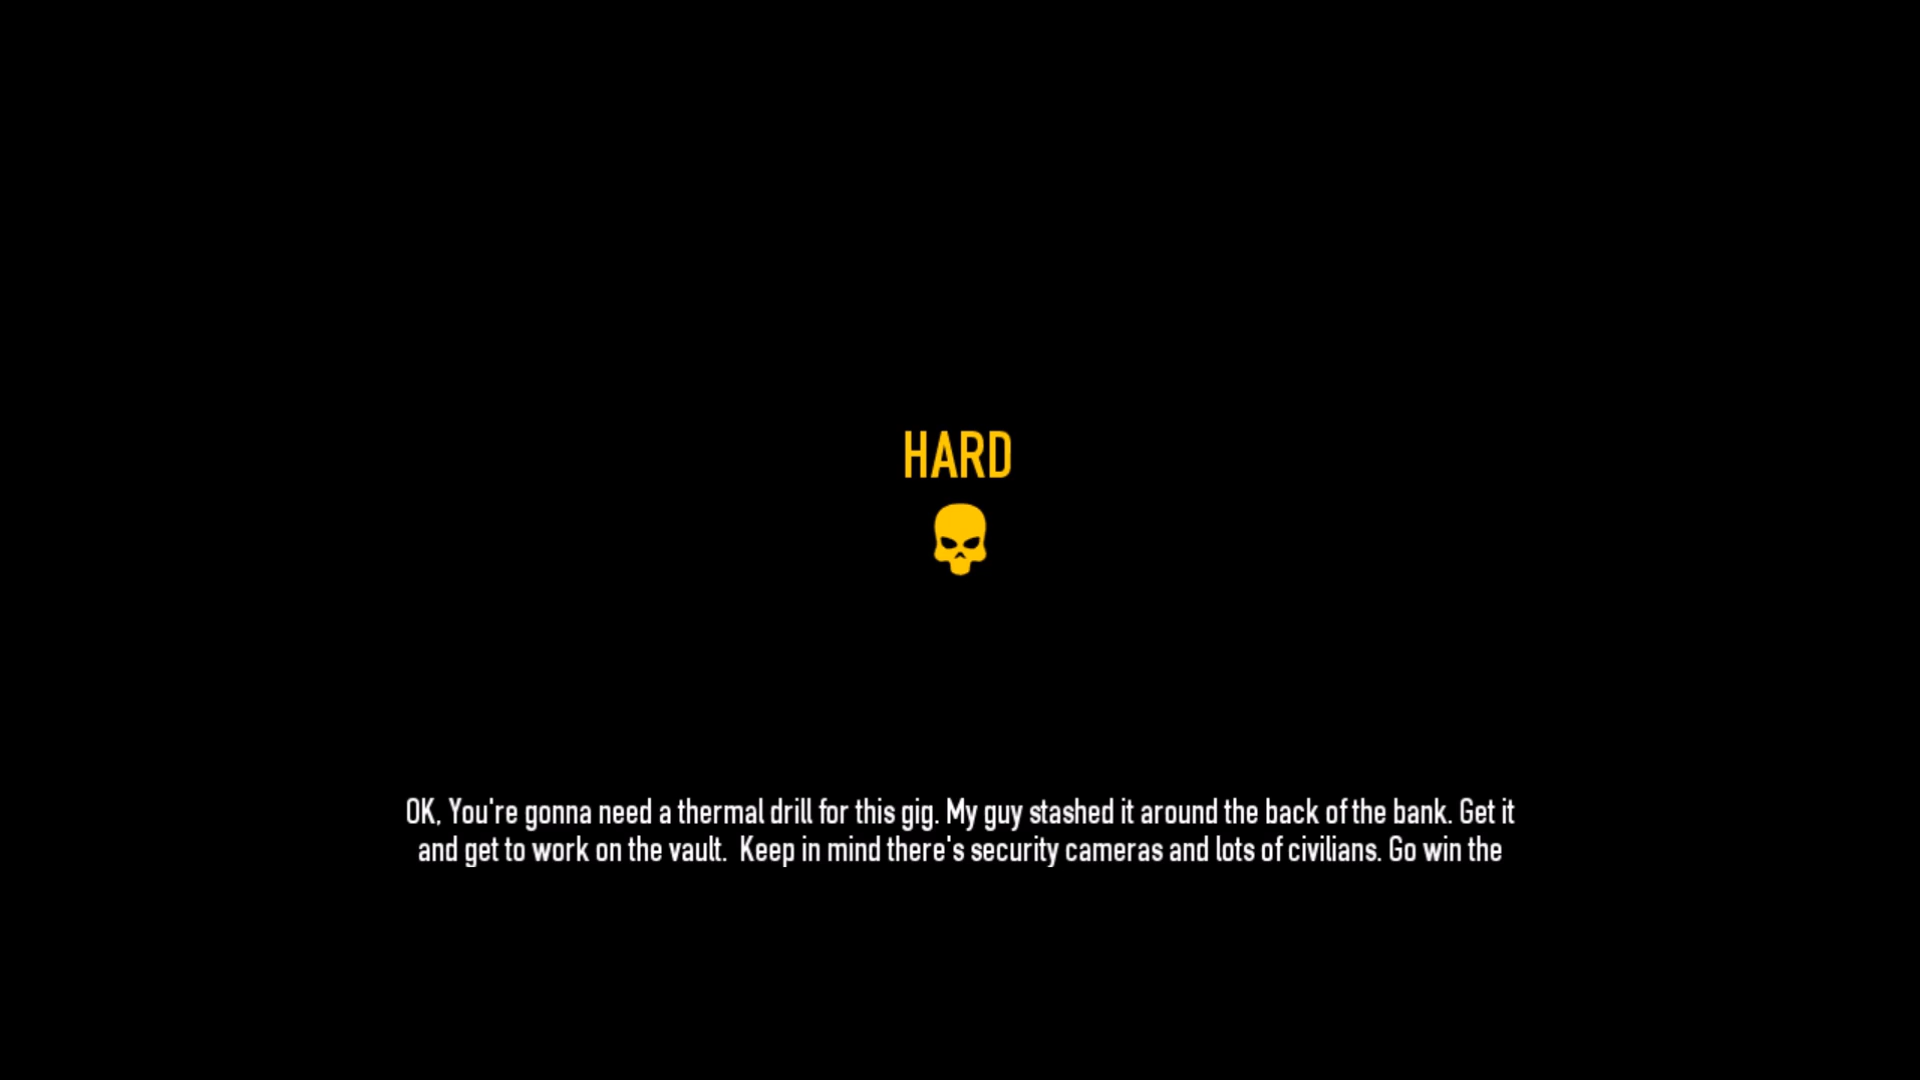 HARD
OK, You're gonna need a thermal drill for this gig. My guy stashed it around the back of the bank. Get it
and get to work on the vault.  Keep in mind there's security cameras and lots of civilians. Go win the